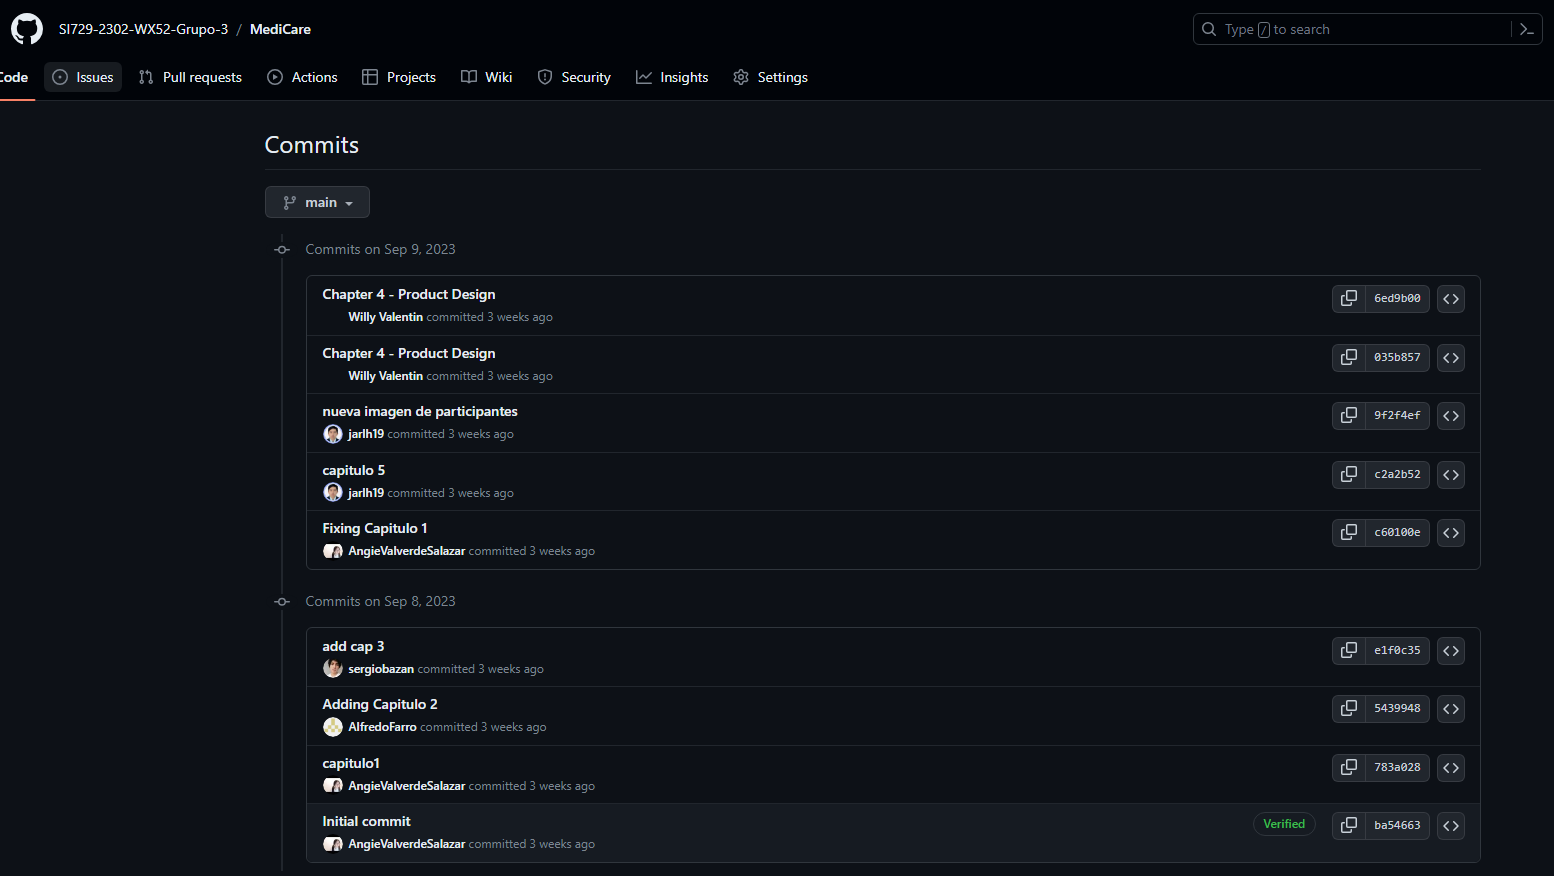 SI729-2302-WX52-Grupo-3 / MediCare
Type / to search
Code Issues Pull requests Actions Projects Wiki Security Insights Settings
Commits
main
Commits on Sep 9, 2023
Chapter 4 - Product Design
6ed9b00
Willy Valentin committed 3 weeks ago
Chapter 4 - Product Design
035b857
Willy Valentin committed 3 weeks ago
nueva imagen de participantes
9f2f4ef
jarlh19 committed 3 weeks ago
capitulo 5
c2a2b52
jarlh19 committed 3 weeks ago
Fixing Capitulo 1
c60100e
AngieValverdeSalazar committed 3 weeks ago
Commits on Sep 8, 2023
add cap 3
e1f0c35
sergiobazan committed 3 weeks ago
Adding Capitulo 2
5439948
AlfredoFarro committed 3 weeks ago
capitulo1
783a028
AngieValverdeSalazar committed 3 weeks ago
Initial commit
Verified
ba54663
AngieValverdeSalazar committed 3 weeks ago